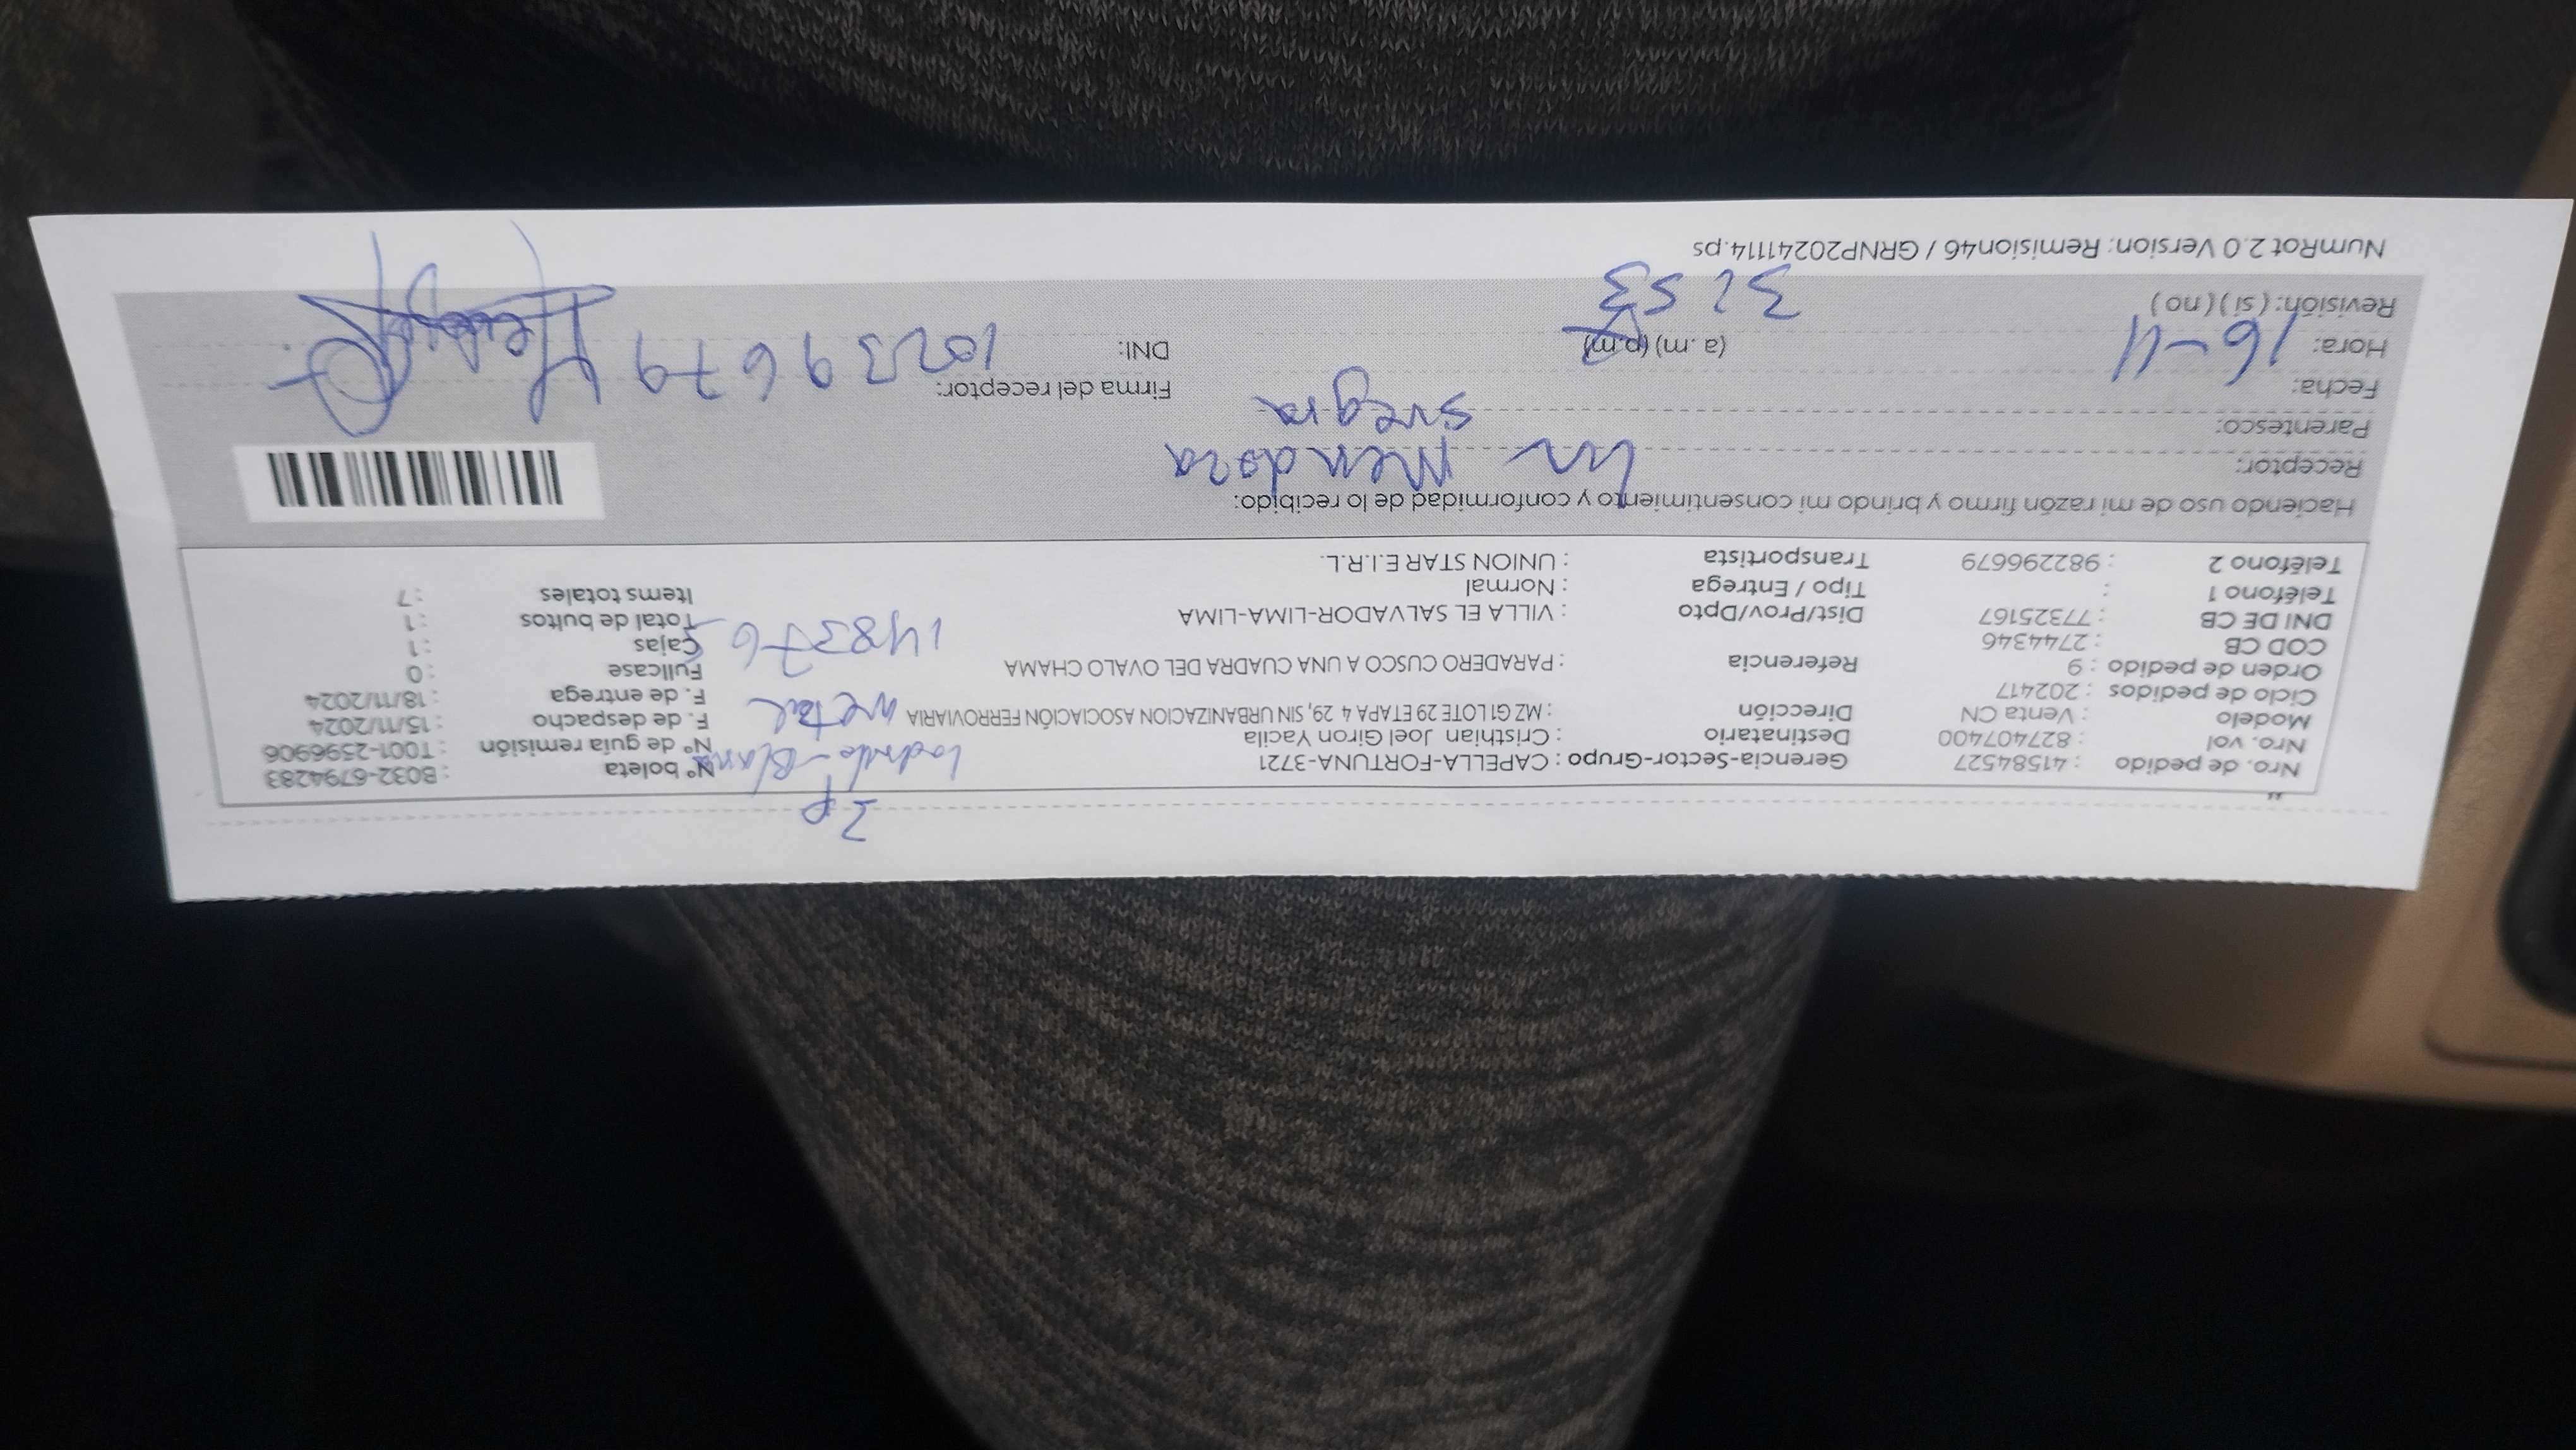 2p
Nro. de pedido : 41584527 Gerencia-Sector-Grupo : CAPELLA-FORTUNA-3721 Ladrillo-Blanco Nº boleta : B032-6794283
Nro. vol : 827407400 Destinatario : Cristhian Joel Giron Yacila Nº de guía remisión : T001-2596906
Modelo : Venta CN Dirección : MZ G1 LOTE 29 ETAPA 4 29, SIN URBANIZACION ASOCIACIÓN FERROVIARIA metal F. de despacho : 15/11/2024
Ciclo de pedidos : 202417 F. de entrega : 18/11/2024
Orden de pedido : 9 Referencia : PARADERO CUSCO A UNA CUADRA DEL OVALO CHAMA Fullcase : 0
COD CB : 2744346 148376 Cajas : 1
DNI DE CB : 77325167 Dist/Prov/Dpto : VILLA EL SALVADOR-LIMA-LIMA Total de bultos : 1
Teléfono 1 : Tipo / Entrega : Normal Items totales : 7
Teléfono 2 : 982296679 Transportista : UNION STAR E.I.R.L.
Haciendo uso de mi razón firmo y brindo mi consentimiento y conformidad de lo recibido:
Receptor: Mendoza
Parentesco: suegra
Fecha: 16-11 Firma del receptor:
Hora: (a. m) (p.m) DNI: 10239679
Revisión: ( si ) ( no ) 3253
NumRot 2.0 Version: Remision46 / GRNP20241114.ps